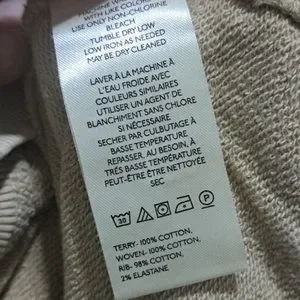 MACHINE W
WITH LIKE COLORS
USE ONLY NON-CHLORINE
BLEACH
TUMBLE DRY LOW
LOW IRON AS NEEDED
MAY BE DRY CLEANED
LAVER À LA MACHINE À
L'EAU FROIDE AVEC
COULEURS SIMILAIRES
UTILISER UN AGENT DE
BLANCHIMENT SANS CHLORE
SI NÉCESSAIRE
SECHER PAR CULBUTAGE À
BASSE TEMPERATURE
REPASSER, AU BESOIN, À
TRÈS BASSE TEMPÉRATURE
PEUT-ÊTRE ÊTRE NETTOYÉE
SEC
30 P
TERRY- 100% COTTON,
WOVEN- 100% COTTON,
RIB- 98% COTTON,
2% ELASTANE